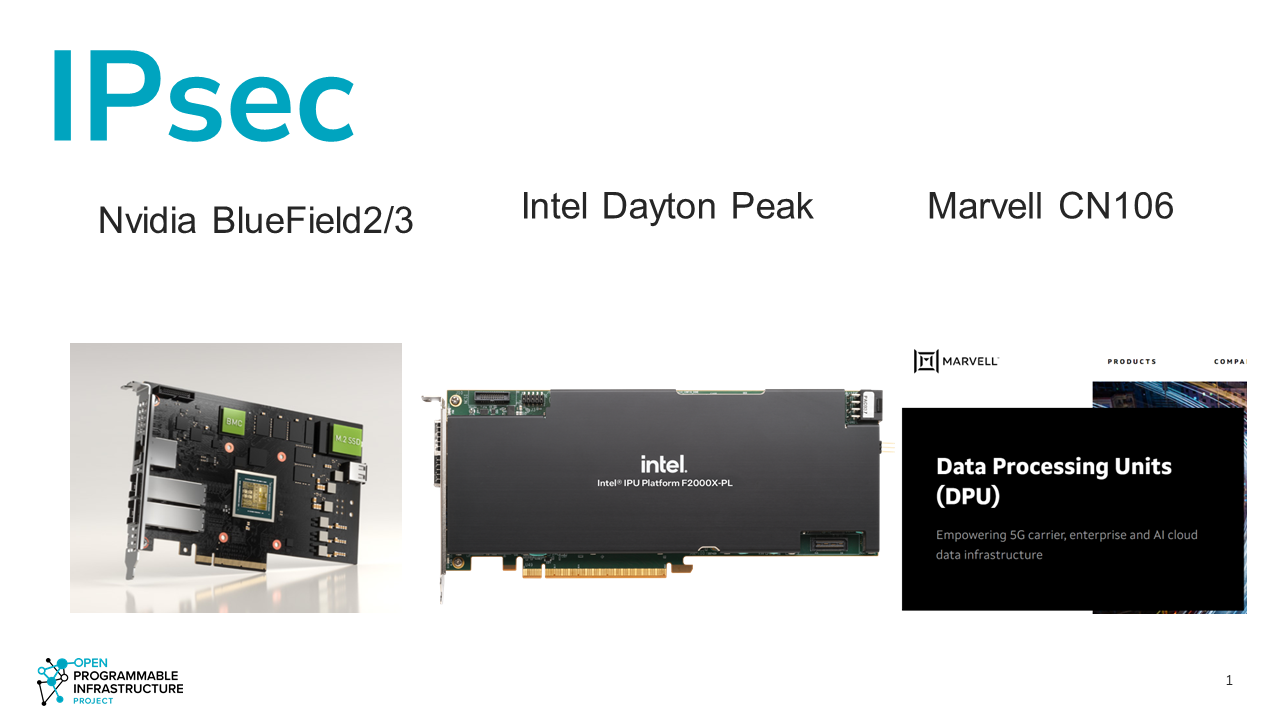 IPsec
Nvidia BlueField2/3
Intel Dayton Peak
Marvell CN106
BMC
M.2 SSD
intel.
Intel® IPU Platform F2000X-PL
MARVELL
PRODUCTS
COMPA
Data Processing Units
(DPU)
Empowering 5G carrier, enterprise and AI cloud
data infrastructure
OPEN
PROGRAMMABLE
INFRASTRUCTURE
PROJECT
1